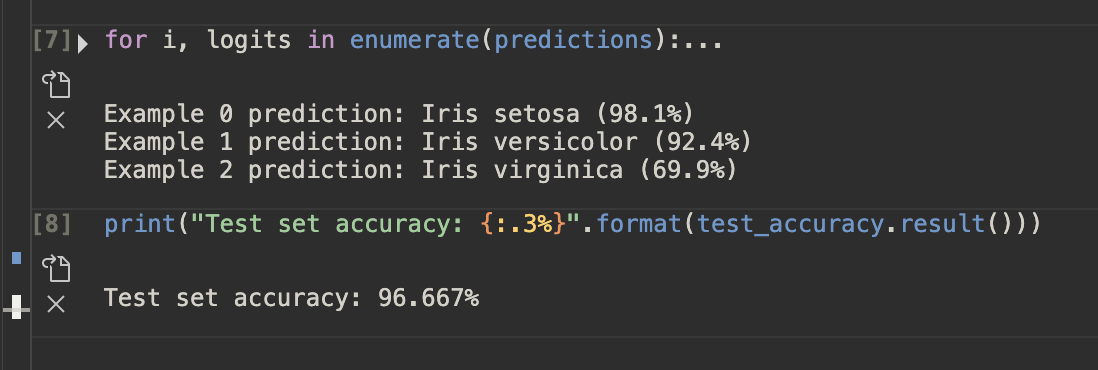 [7] for i, logits in enumerate(predictions):...
Example 0 prediction: Iris setosa (98.1%)
Example 1 prediction: Iris versicolor (92.4%)
Example 2 prediction: Iris virginica (69.9%)
[8] print("Test set accuracy: {:.3%}".format(test_accuracy.result()))
Test set accuracy: 96.667%